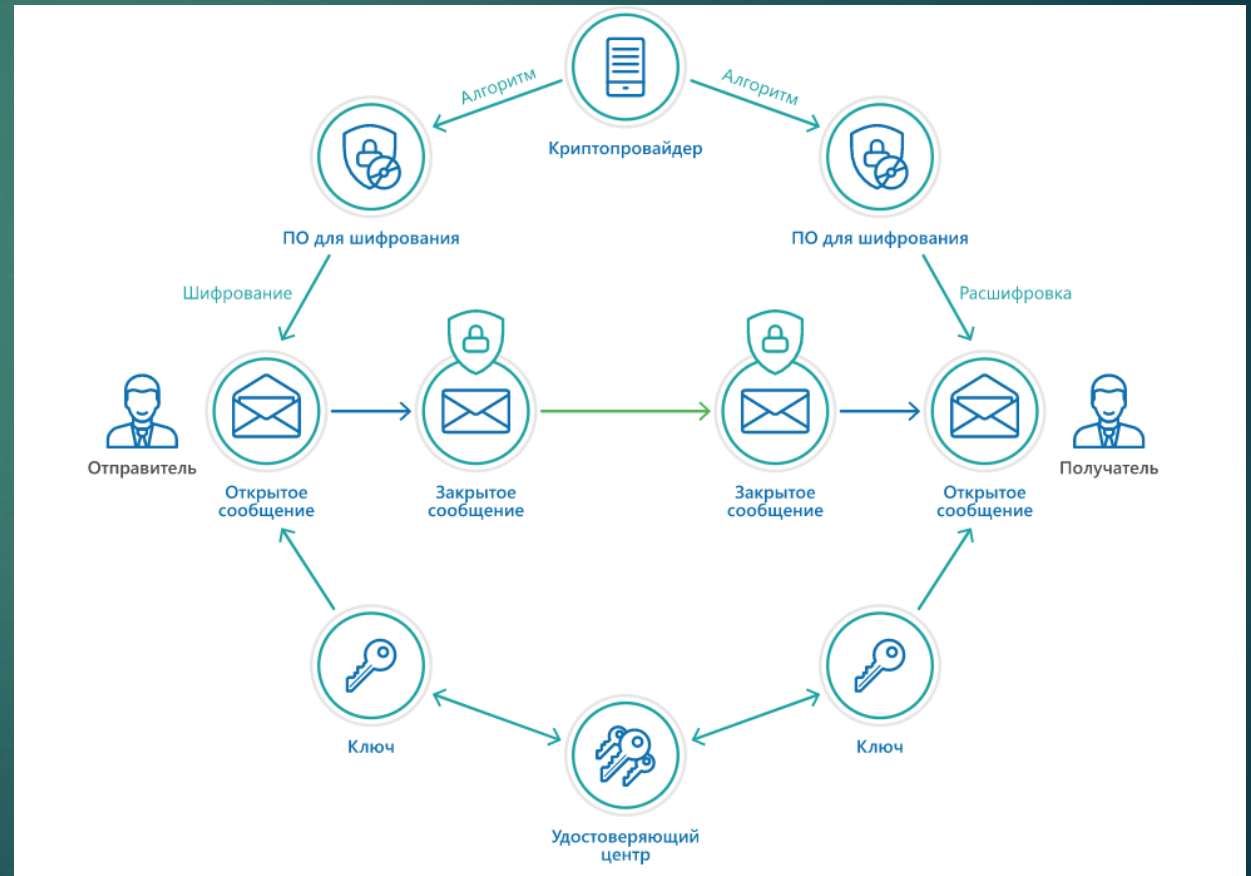 Алгоритм
Алгоритм
Криптопровайдер
ПО для шифрования
ПО для шифрования
Шифрование
Расшифровка
Отправитель
Получатель
Открытое
сообщение
Закрытое
сообщение
Закрытое
сообщение
Открытое
сообщение
Ключ
Ключ
Удостоверяющий
центр